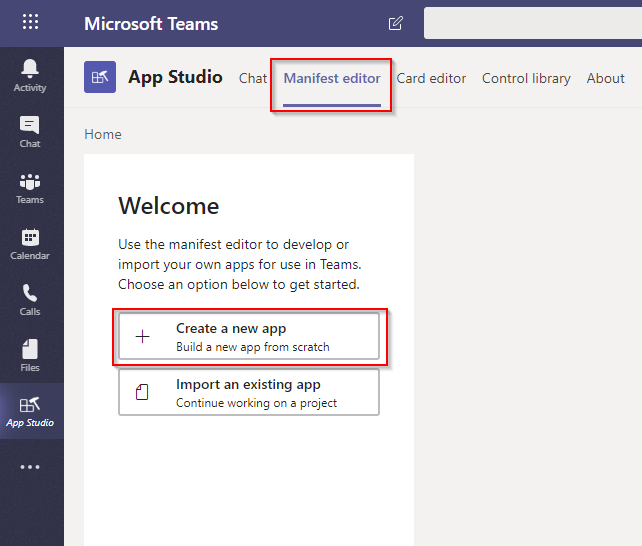 Microsoft Teams
App Studio Chat Manifest editor Card editor Control library About
Activity
Chat
Teams
Calendar
Calls
Files
App Studio
Home
Welcome
Use the manifest editor to develop or
import your own apps for use in Teams.
Choose an option below to get started.
Create a new app
Build a new app from scratch
Import an existing app
Continue working on a project